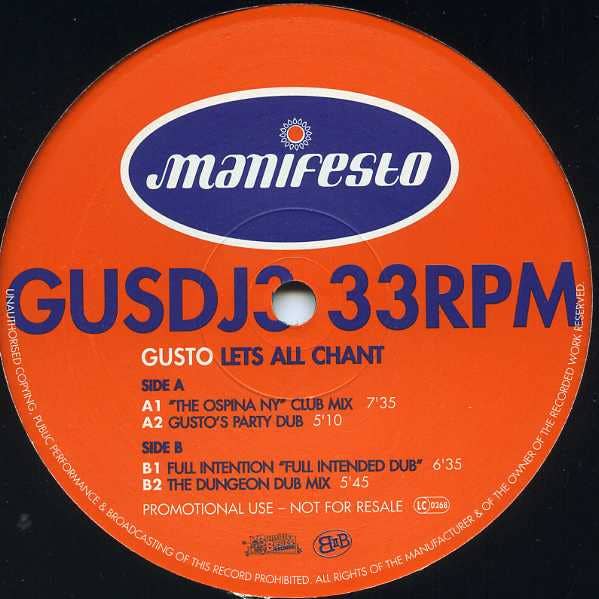 manifesto
GUSDJ3 33RPM
GUSTO LETS ALL CHANT
SIDE A
A1 "THE OSPINA NY" CLUB MIX 7'35
A2 GUSTO'S PARTY DUB 5'10
SIDE B
B1 FULL INTENTION "FULL INTENDED DUB" 6'35
B2 THE DUNGEON DUB MIX 5'45
PROMOTIONAL USE – NOT FOR RESALE LC 0268
UNAUTHORISED COPYING, PUBLIC PERFORMANCE & BROADCASTING OF THIS RECORD PROHIBITED. ALL RIGHTS OF THE MANUFACTURER & OF THE OWNER OF THE RECORDED WORK RESERVED.